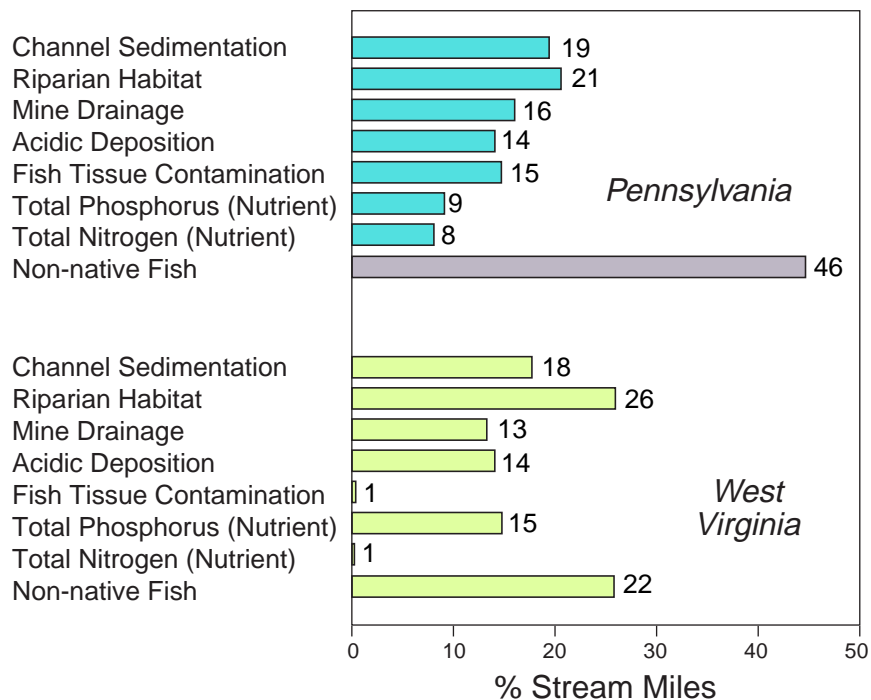 Channel Sedimentation 19
Riparian Habitat 21
Mine Drainage 16
Acidic Deposition 14
Fish Tissue Contamination 15
Pennsylvania
Total Phosphorus (Nutrient) 9
Total Nitrogen (Nutrient) 8
Non-native Fish 46
Channel Sedimentation 18
Riparian Habitat 26
Mine Drainage 13
Acidic Deposition 14
Fish Tissue Contamination 1
West
Virginia
Total Phosphorus (Nutrient) 15
Total Nitrogen (Nutrient) 1
Non-native Fish 22
0 10 20 30 40 50
% Stream Miles